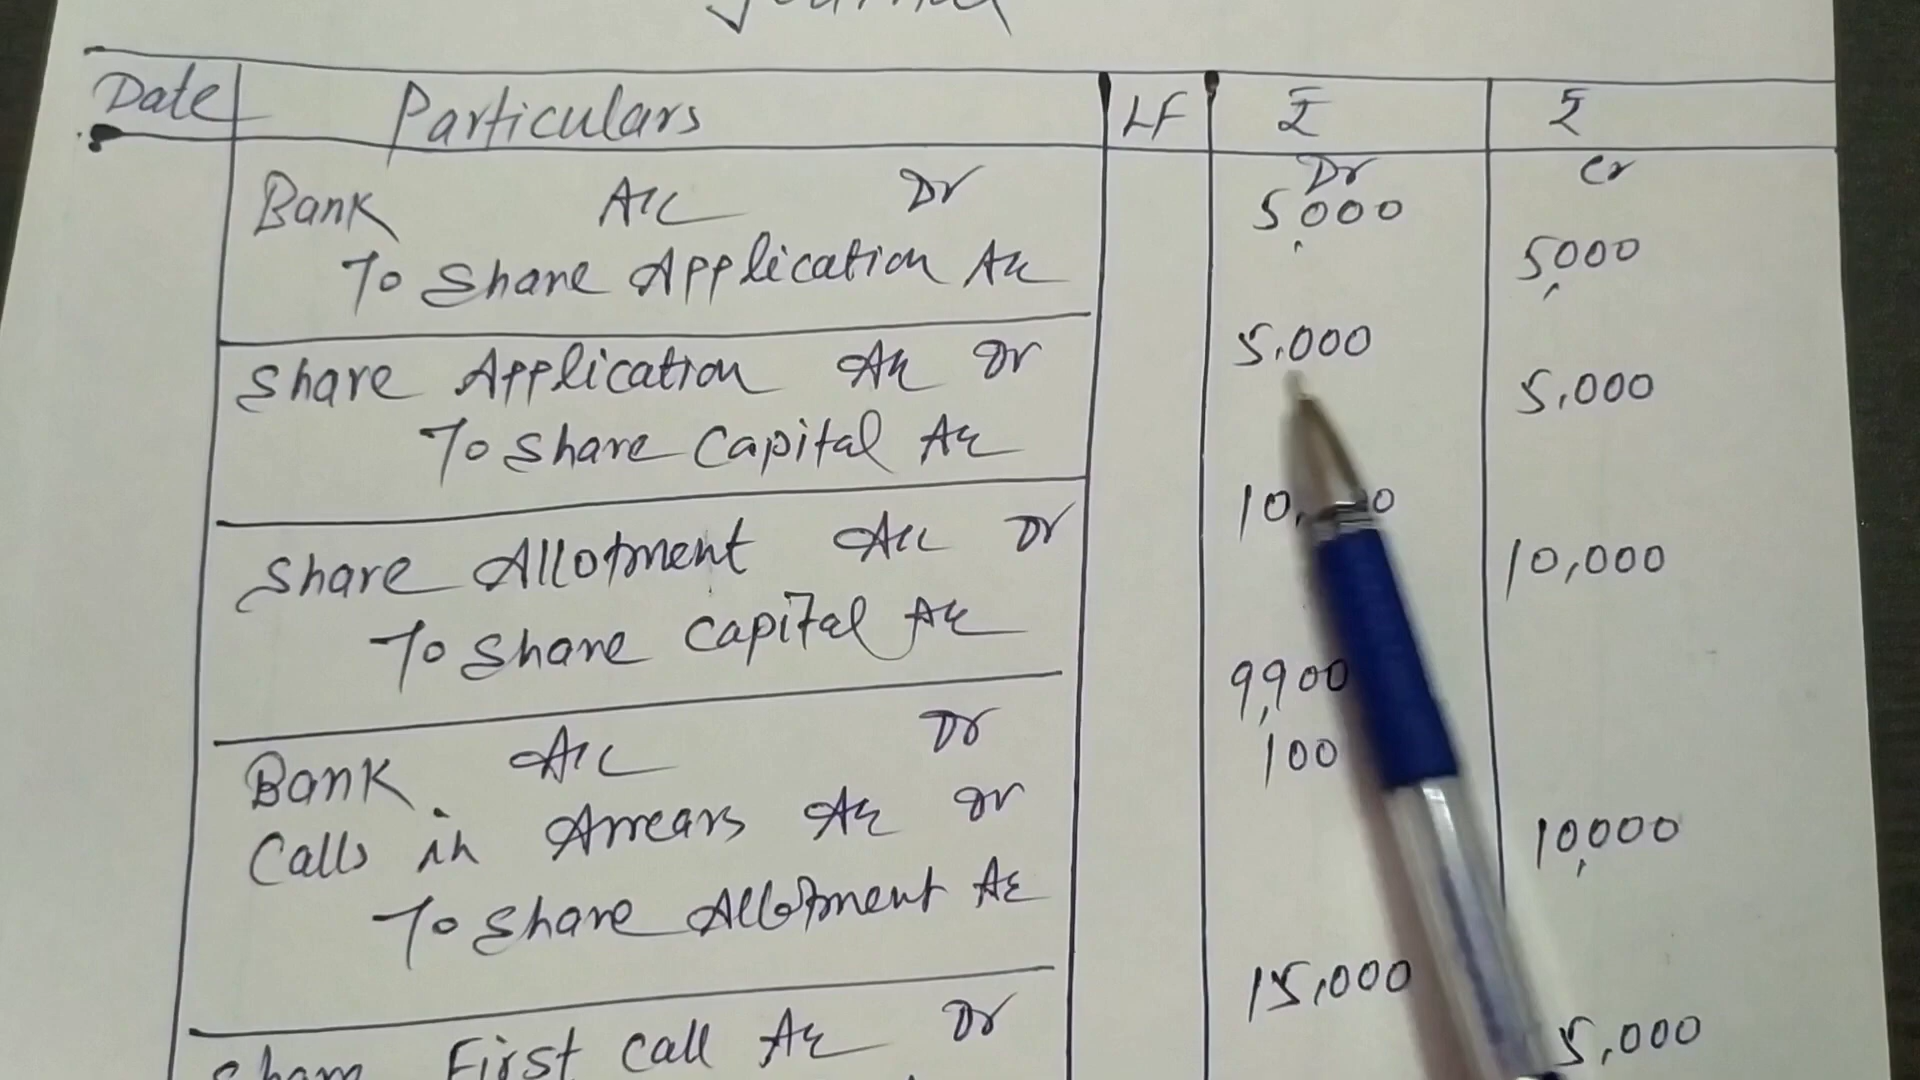 Journal
Date Particulars LF ₹ ₹
Dr Cr
Bank A/c Dr 5,000
To Share Application A/c 5,000
Share Application A/c Dr 5,000
To Share Capital A/c 5,000
Share Allotment A/c Dr
To Share Capital A/c 10,000
Bank A/c Dr 9,900
Calls in Arrears A/c Dr 100
To Share Allotment A/c 10,000
First Call A/c Dr 15,000
5,000